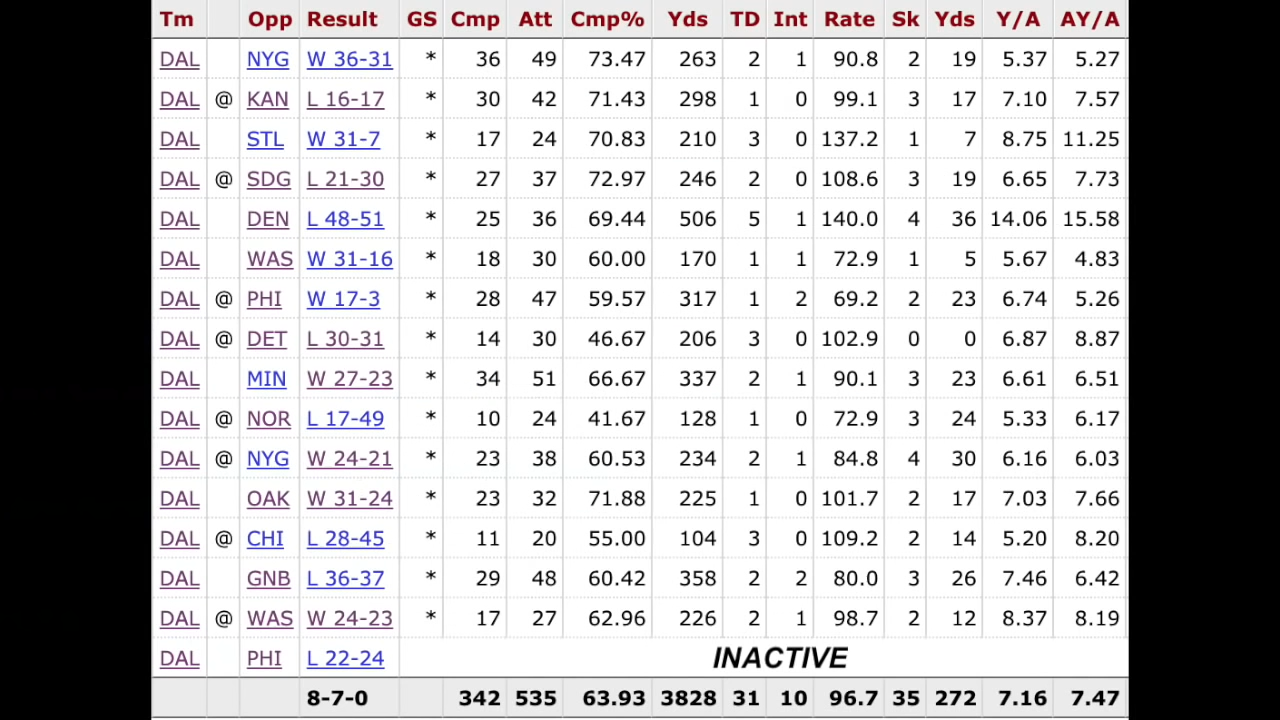 Tm Opp Result GS Cmp Att Cmp% Yds TD Int Rate Sk Yds Y/A AY/A
DAL NYG W 36-31 * 36 49 73.47 263 2 1 90.8 2 19 5.37 5.27
DAL @ KAN L 16-17 * 30 42 71.43 298 1 0 99.1 3 17 7.10 7.57
DAL STL W 31-7 * 17 24 70.83 210 3 0 137.2 1 7 8.75 11.25
DAL @ SDG L 21-30 * 27 37 72.97 246 2 0 108.6 3 19 6.65 7.73
DAL DEN L 48-51 * 25 36 69.44 506 5 1 140.0 4 36 14.06 15.58
DAL WAS W 31-16 * 18 30 60.00 170 1 1 72.9 1 5 5.67 4.83
DAL @ PHI W 17-3 * 28 47 59.57 317 1 2 69.2 2 23 6.74 5.26
DAL @ DET L 30-31 * 14 30 46.67 206 3 0 102.9 0 0 6.87 8.87
DAL MIN W 27-23 * 34 51 66.67 337 2 1 90.1 3 23 6.61 6.51
DAL @ NOR L 17-49 * 10 24 41.67 128 1 0 72.9 3 24 5.33 6.17
DAL @ NYG W 24-21 * 23 38 60.53 234 2 1 84.8 4 30 6.16 6.03
DAL OAK W 31-24 * 23 32 71.88 225 1 0 101.7 2 17 7.03 7.66
DAL @ CHI L 28-45 * 11 20 55.00 104 3 0 109.2 2 14 5.20 8.20
DAL GNB L 36-37 * 29 48 60.42 358 2 2 80.0 3 26 7.46 6.42
DAL @ WAS W 24-23 * 17 27 62.96 226 2 1 98.7 2 12 8.37 8.19
DAL PHI L 22-24 INACTIVE
8-7-0 342 535 63.93 3828 31 10 96.7 35 272 7.16 7.47